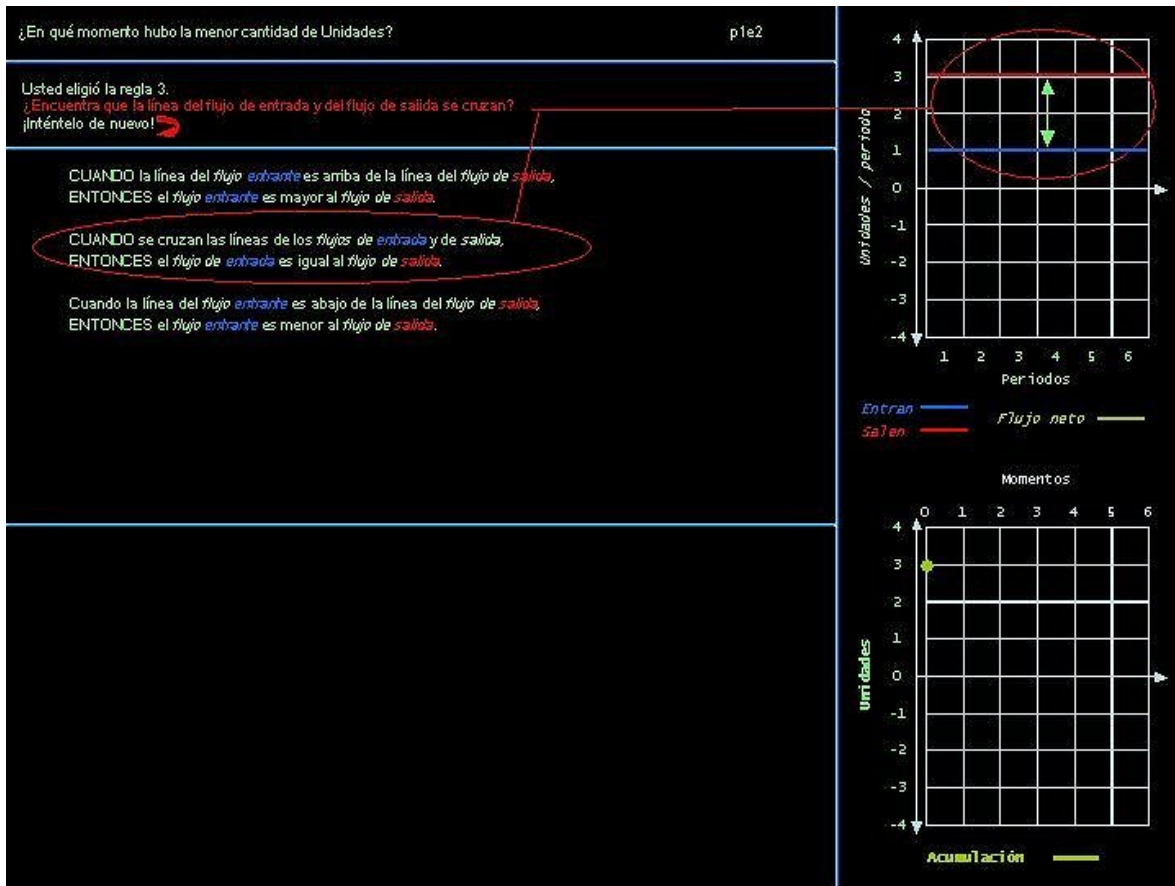 ¿En qué momento hubo la menor cantidad de Unidades?
p1e2
Usted eligió la regla 3.
¿Encuentra que la línea del flujo de entrada y del flujo de salida se cruzan?
¡Inténtelo de nuevo!
CUANDO la línea del flujo entrante es arriba de la línea del flujo de salida,
ENTONCES el flujo entrante es mayor al flujo de salida.
CUANDO se cruzan las líneas de los flujos de entrada y de salida,
ENTONCES el flujo de entrada es igual al flujo de salida.
Cuando la línea del flujo entrante es abajo de la línea del flujo de salida,
ENTONCES el flujo entrante es menor al flujo de salida.
Unidades / periodo
4
3
2
1
0
-1
-2
-3
-4
1 2 3 4 5 6
Periodos
Entran
Salen
Flujo neto
Momentos
0 1 2 3 4 5 6
Unidades
4
3
2
1
0
-1
-2
-3
-4
Acumulación